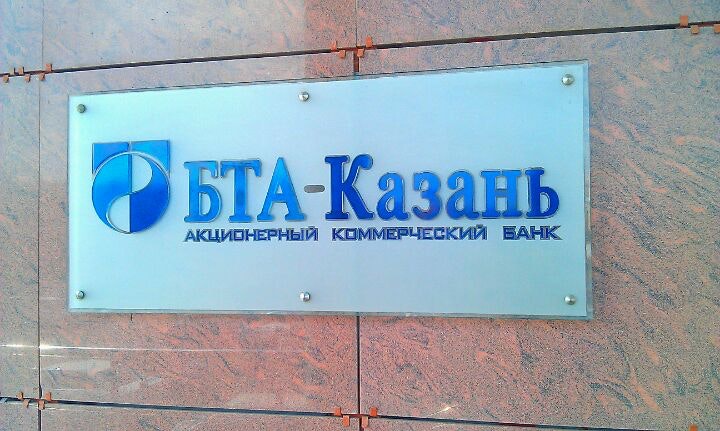 БТА-Казань
АКЦИОНЕРНЫЙ КОММЕРЧЕСКИЙ БАНК